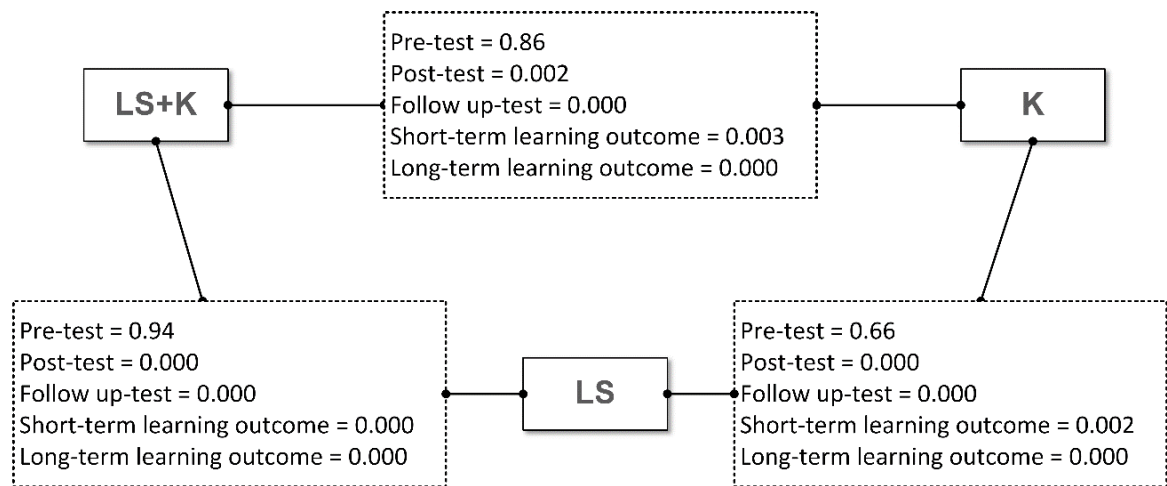 Pre-test = 0.86
Post-test = 0.002
Follow up-test = 0.000
Short-term learning outcome = 0.003
Long-term learning outcome = 0.000
LS+K
K
Pre-test = 0.94
Post-test = 0.000
Follow up-test = 0.000
Short-term learning outcome = 0.000
Long-term learning outcome = 0.000
LS
Pre-test = 0.66
Post-test = 0.000
Follow up-test = 0.000
Short-term learning outcome = 0.002
Long-term learning outcome = 0.000